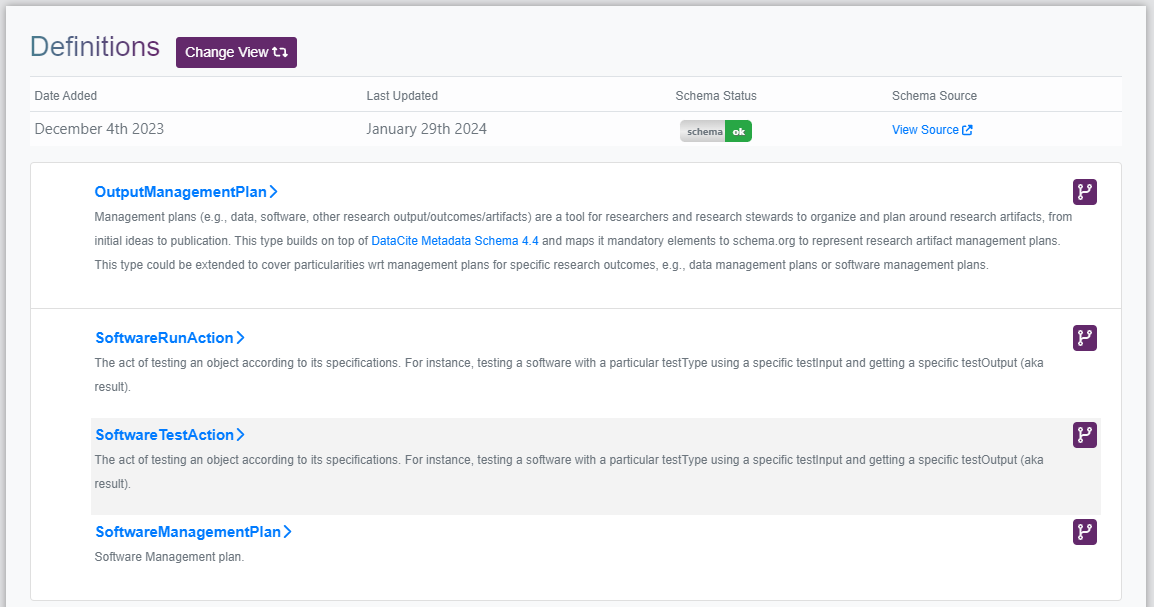 Definitions
Change View
Date Added
Last Updated
Schema Status
Schema Source
December 4th 2023
January 29th 2024
schema ok
View Source
OutputManagementPlan
Management plans (e.g., data, software, other research output/outcomes/artifacts) are a tool for researchers and research stewards to organize and plan around research artifacts, from
initial ideas to publication. This type builds on top of DataCite Metadata Schema 4.4 and maps it mandatory elements to schema.org to represent research artifact management plans.
This type could be extended to cover particularities wrt management plans for specific research outcomes, e.g., data management plans or software management plans.
SoftwareRunAction
The act of testing an object according to its specifications. For instance, testing a software with a particular testType using a specific testInput and getting a specific testOutput (aka
result).
SoftwareTestAction
The act of testing an object according to its specifications. For instance, testing a software with a particular testType using a specific testInput and getting a specific testOutput (aka
result).
SoftwareManagementPlan
Software Management plan.